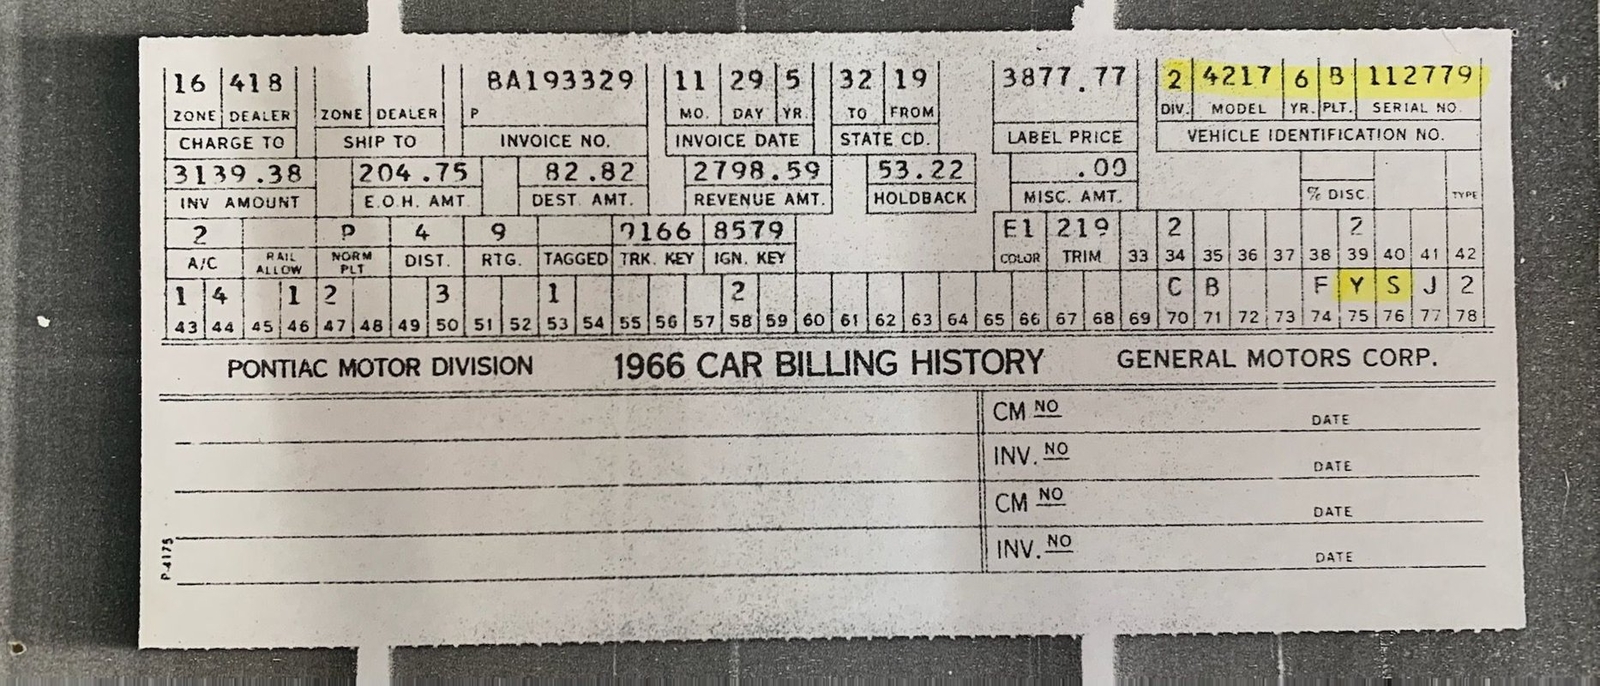 16 418 BA193329 11 29 5 32 19 3877.77 2 4217 6 B 112779
ZONE DEALER ZONE DEALER P MO. DAY YR. TO FROM DIV. MODEL YR. PLT. SERIAL NO.
CHARGE TO SHIP TO INVOICE NO. INVOICE DATE STATE CD. LABEL PRICE VEHICLE IDENTIFICATION NO.
3139.38 204.75 82.82 2798.59 53.22 .00
INV AMOUNT E.O.H. AMT. DEST. AMT. REVENUE AMT. HOLDBACK MISC. AMT. % DISC. TYPE
2 P 4 9 9166 8579 E1 219 2 2
A/C RAIL ALLOW NORM PLT DIST. RTG. TAGGED TRK. KEY IGN. KEY COLOR TRIM 33 34 35 36 37 38 39 40 41 42
1 4 1 2 3 1 2 C B F Y S J 2
43 44 45 46 47 48 49 50 51 52 53 54 55 56 57 58 59 60 61 62 63 64 65 66 67 68 69 70 71 72 73 74 75 76 77 78
PONTIAC MOTOR DIVISION 1966 CAR BILLING HISTORY GENERAL MOTORS CORP.
CM NO DATE
INV. NO DATE
CM NO DATE
INV. NO DATE
P-4175